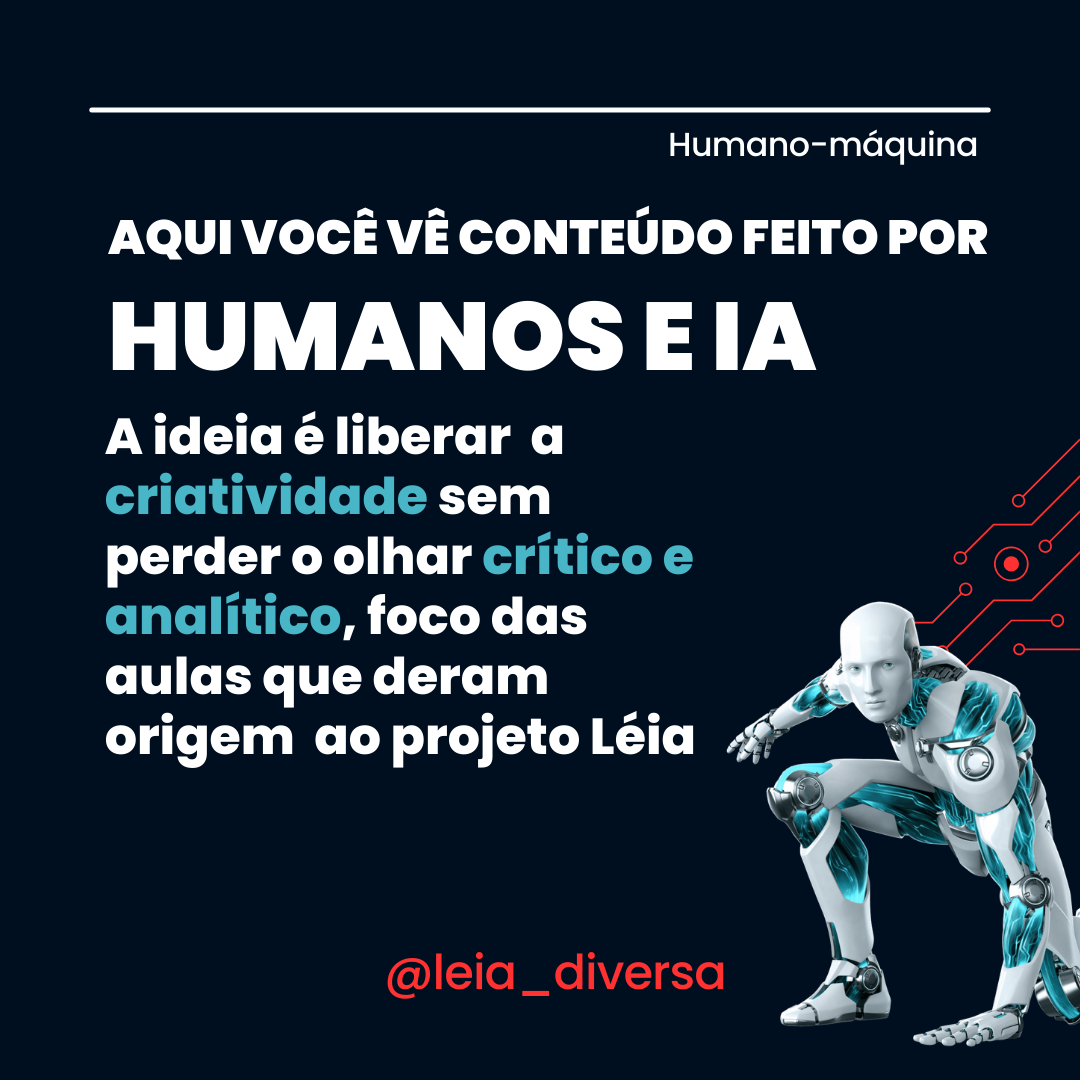 Humano-máquina
AQUI VOCÊ VÊ CONTEÚDO FEITO POR
HUMANOS E IA
A ideia é liberar a
criatividade sem
perder o olhar crítico e
analítico, foco das
aulas que deram
origem ao projeto Léia
@leia_diversa